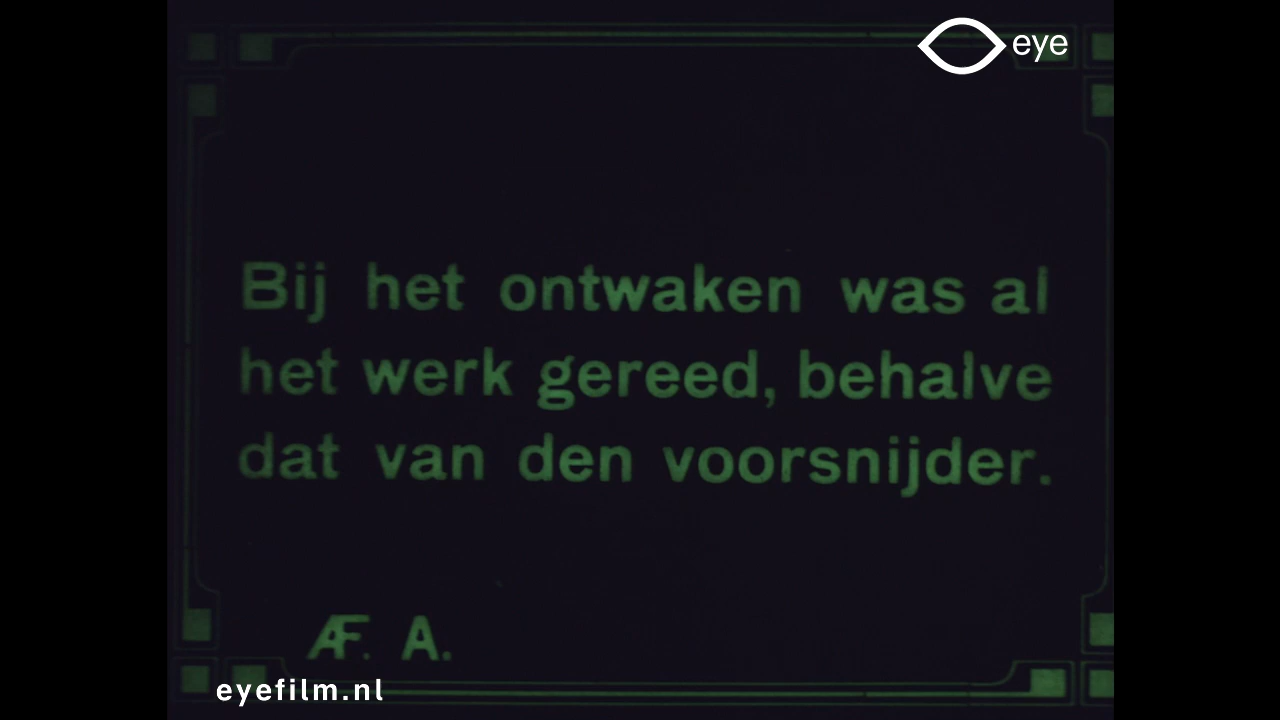 eye
Bij het ontwaken was al
het werk gereed, behalve
dat van den voorsnijder.
Æ. A.
eyefilm.nl